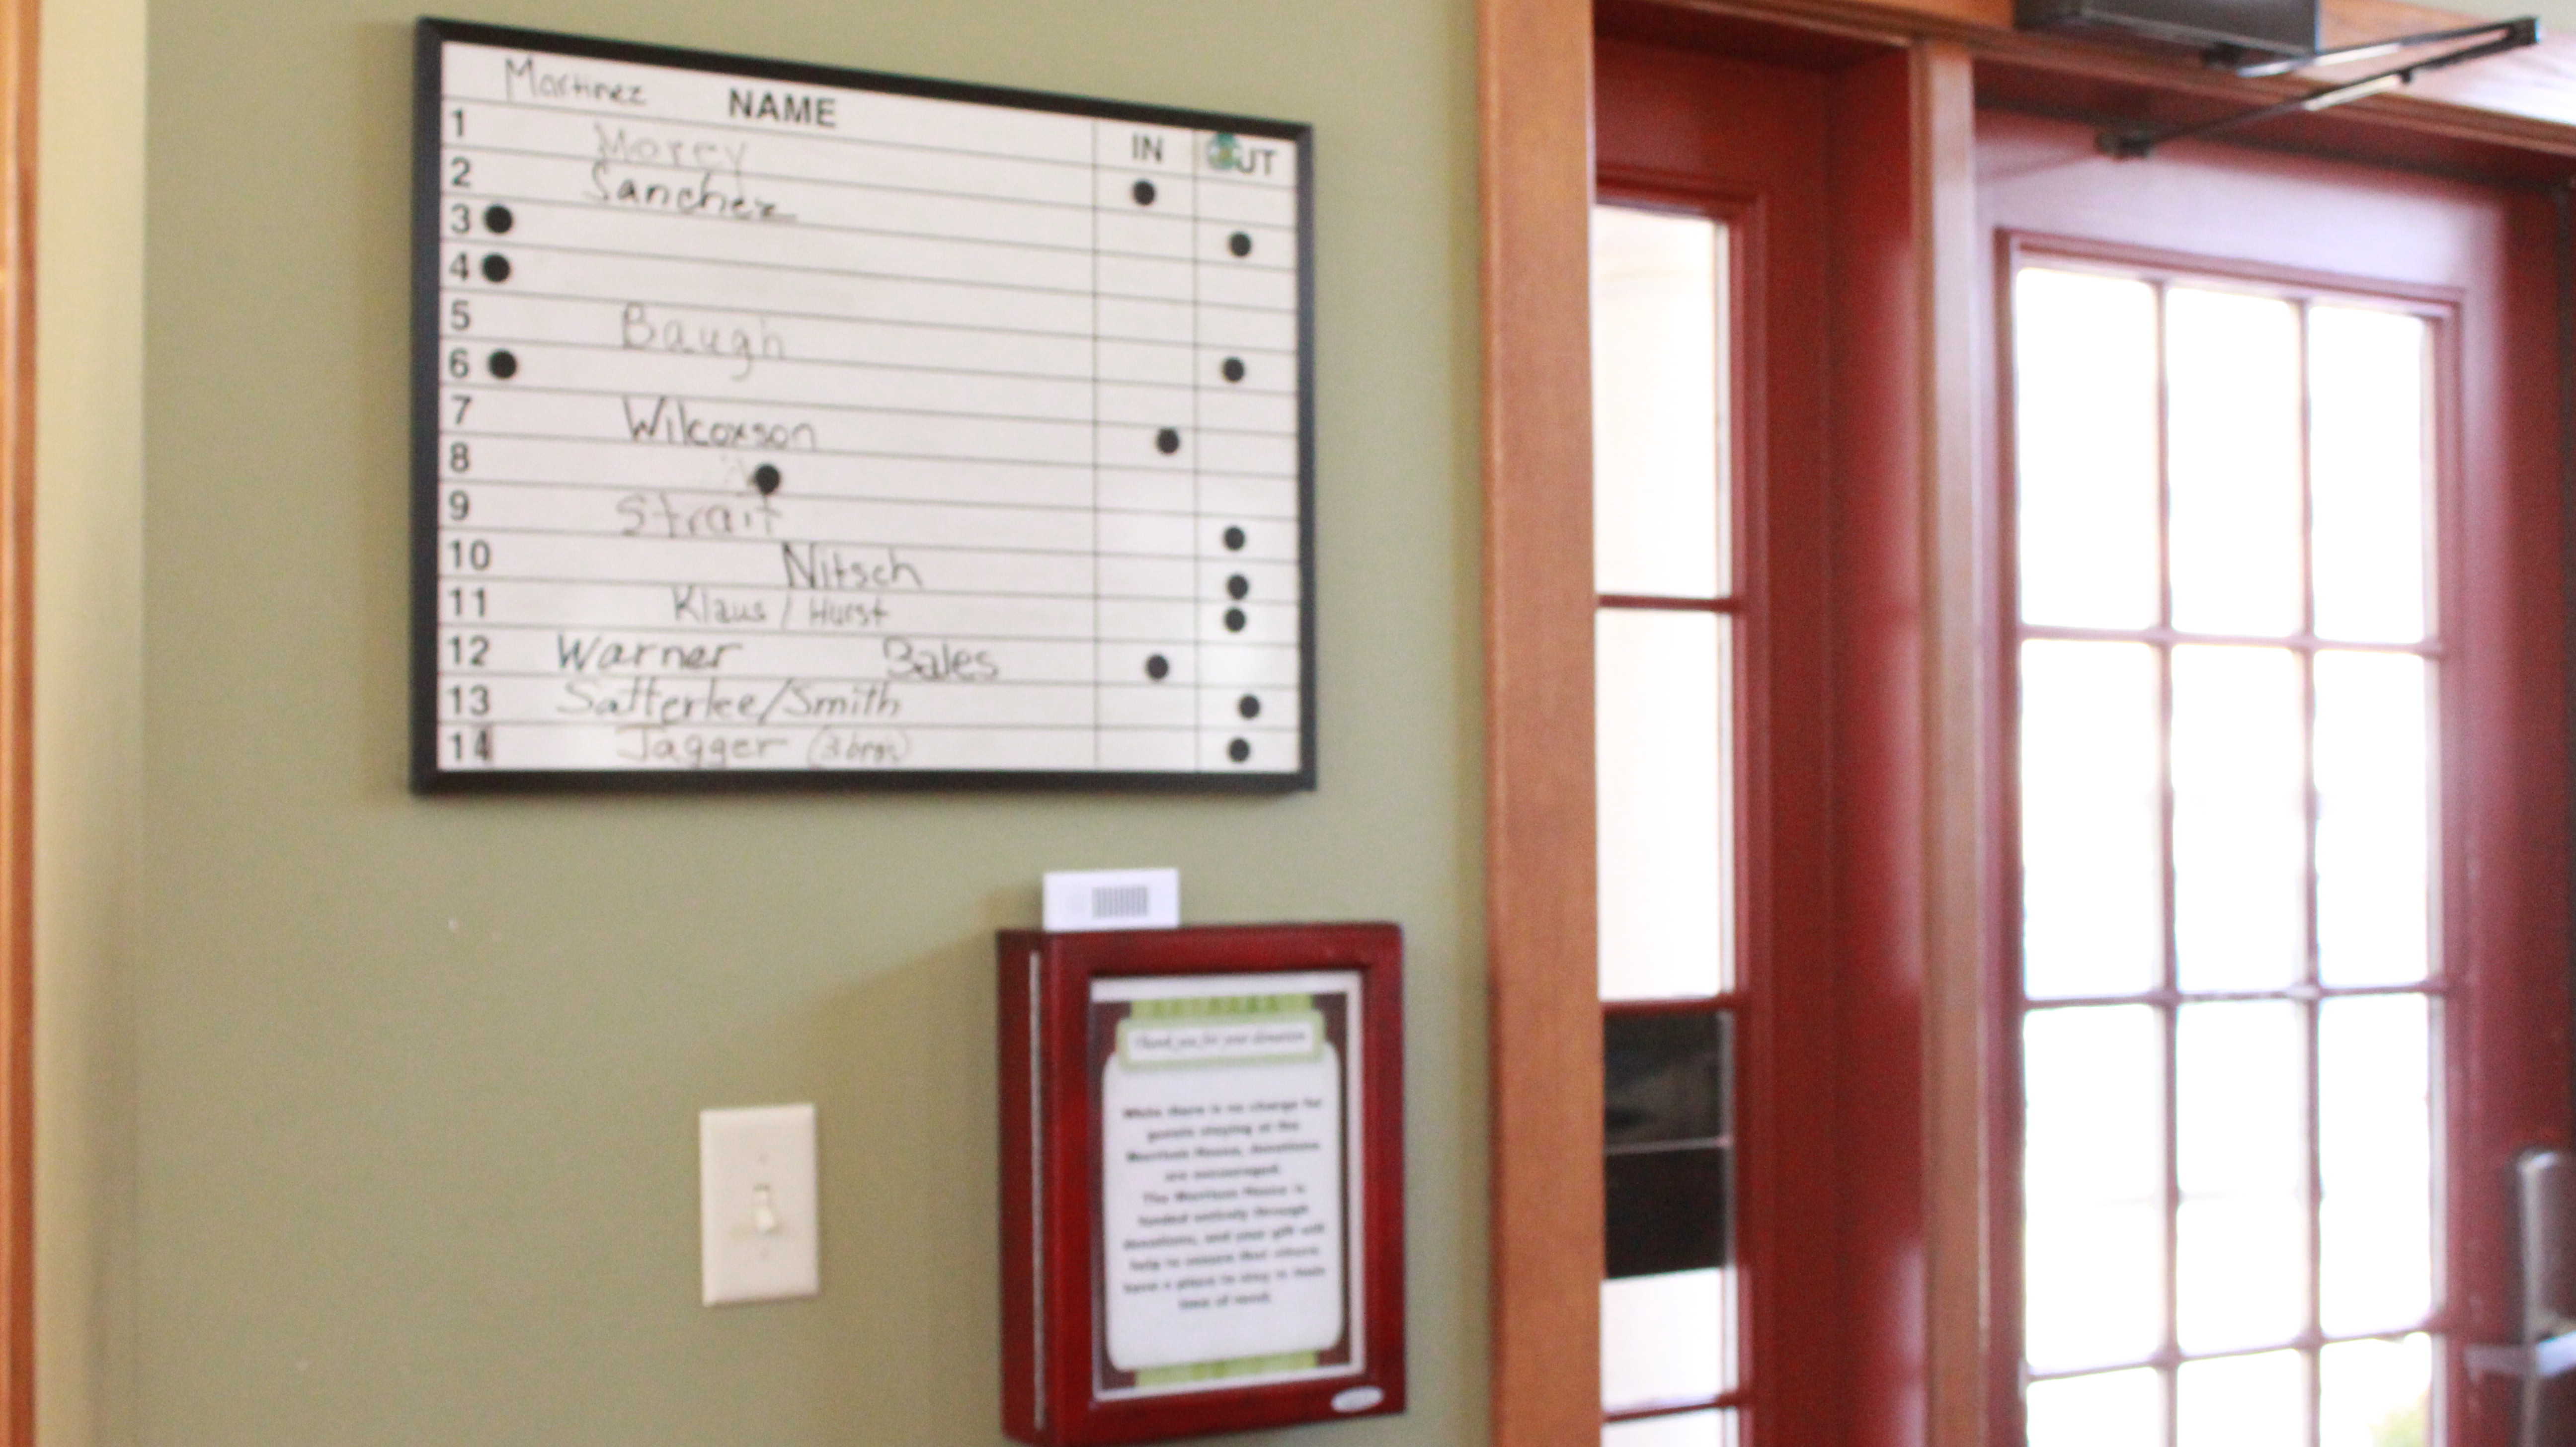 Martinez NAME IN OUT
1 Morey
2 Sanchez
3
4
5 Baugh
6
7 Wilcoxson
8
9 Strait
10 Nitsch
11 Klaus / Hurst
12 Warner Bales
13 Satterlee/Smith
14 Jagger
Thank you for your donation
While there is no charge for
guests staying at the
Morrison House, donations
are encouraged.
The Morrison House is
funded entirely through
donations, and your gift will
help to ensure that others
have a place to stay in their
time of need.